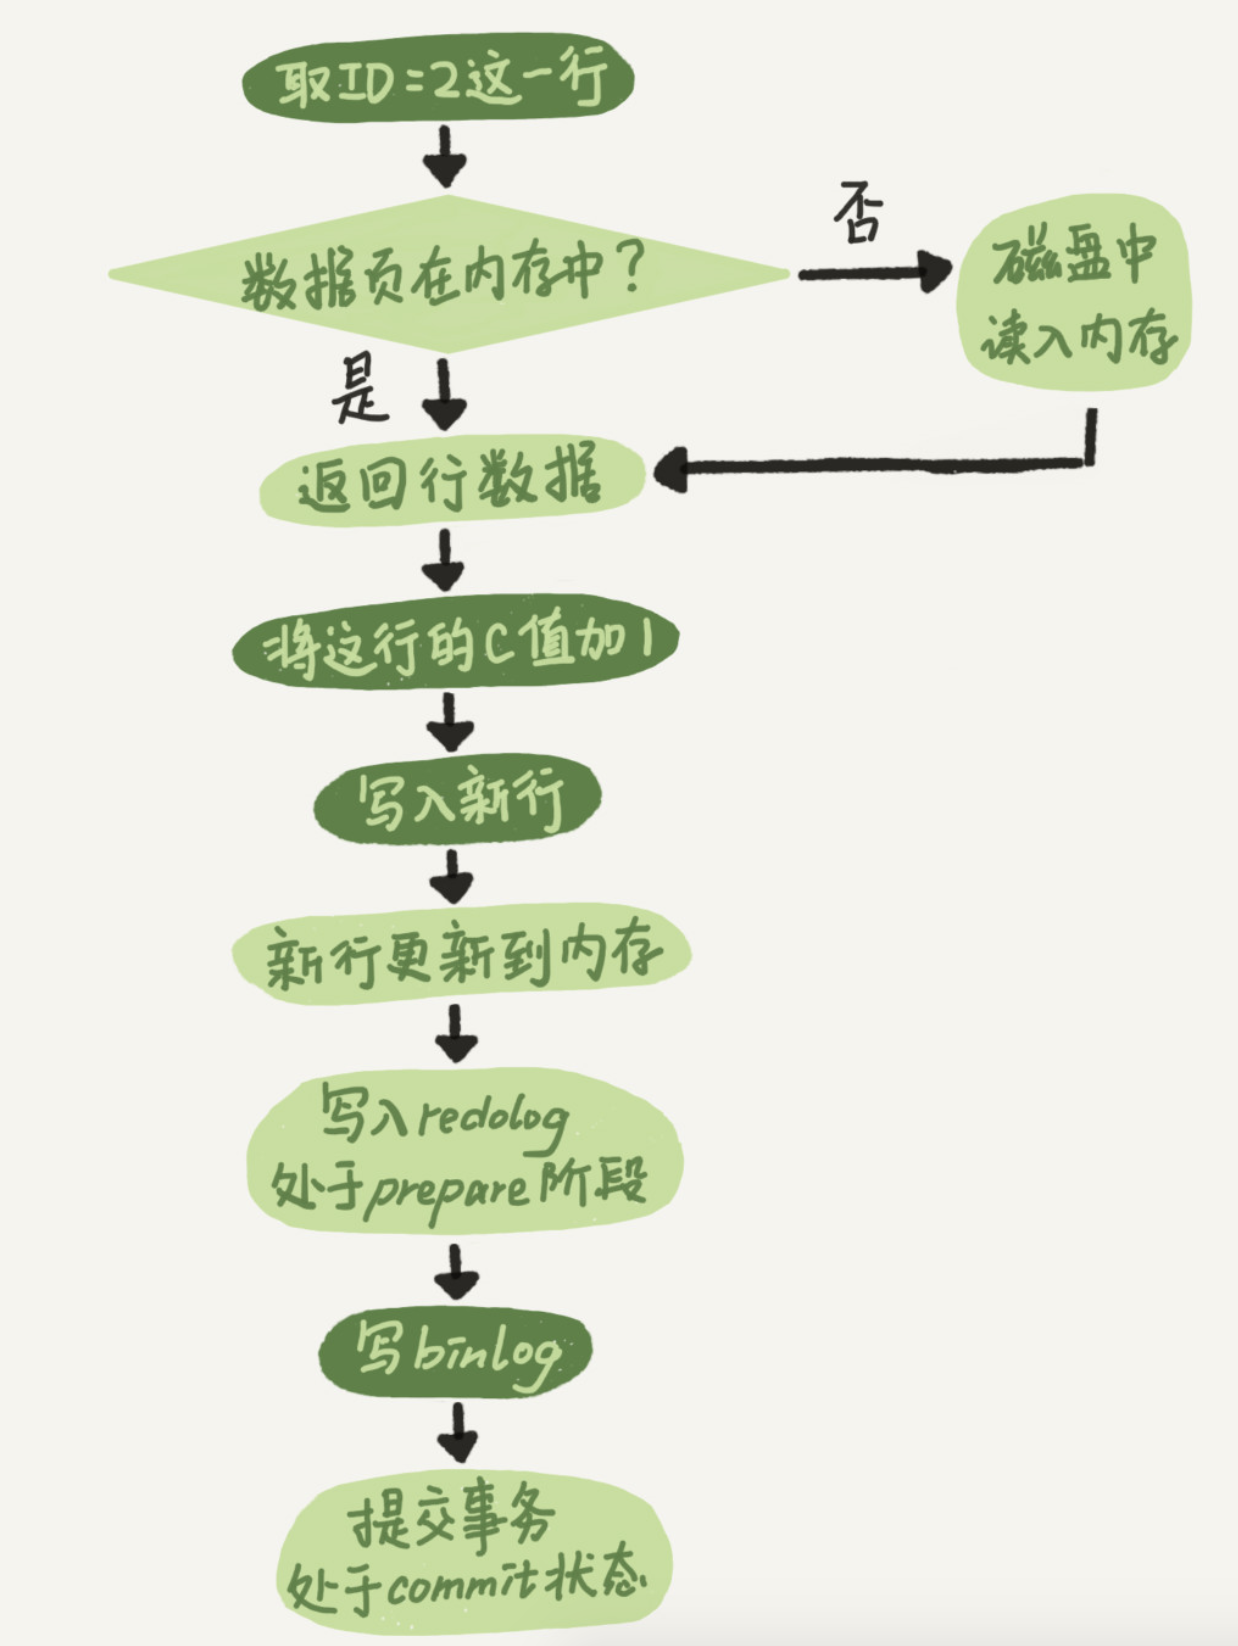 取ID=2这一行
数据页在内存中？
否
磁盘中
读入内存
是
返回行数据
将这行的C值加1
写入新行
新行更新到内存
写入redolog
处于prepare阶段
写binlog
提交事务
处于commit状态